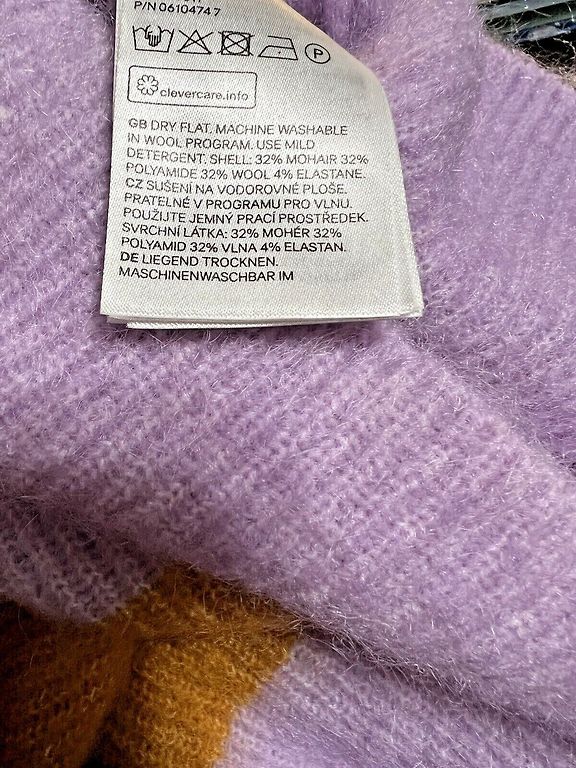 P/N 06104747
P
clevercare.info
GB DRY FLAT. MACHINE WASHABLE
IN WOOL PROGRAM. USE MILD
DETERGENT. SHELL: 32% MOHAIR 32%
POLYAMIDE 32% WOOL 4% ELASTANE.
CZ SUŠENÍ NA VODOROVNÉ PLOŠE.
PRATELNÉ V PROGRAMU PRO VLNU.
POUŽIJTE JEMNÝ PRACÍ PROSTŘEDEK.
SVRCHNÍ LÁTKA: 32% MOHÉR 32%
POLYAMID 32% VLNA 4% ELASTAN.
DE LIEGEND TROCKNEN.
MASCHINENWASCHBAR IM